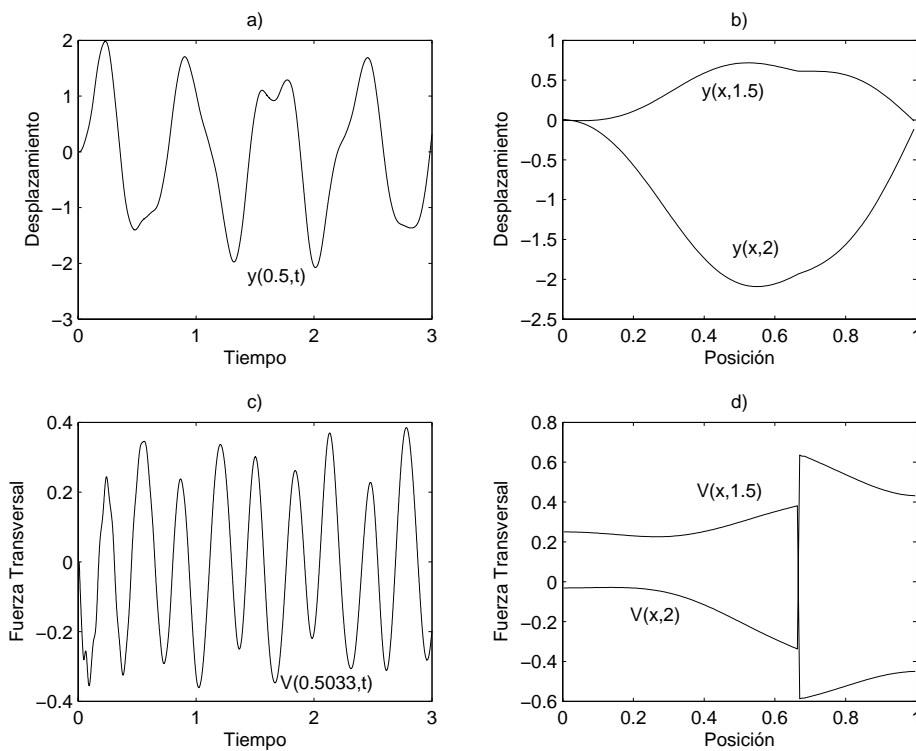 a)
2
1
0
−1
−2
−3
0
1
2
3
Desplazamiento
Tiempo
y(0.5,t)
b)
1
0.5
0
−0.5
−1
−1.5
−2
−2.5
0
0.2
0.4
0.6
0.8
1
Desplazamiento
Posición
y(x,1.5)
y(x,2)
c)
0.4
0.2
0
−0.2
−0.4
0
1
2
3
Fuerza Transversal
Tiempo
V(0.5033,t)
d)
0.8
0.6
0.4
0.2
0
−0.2
−0.4
−0.6
0
0.2
0.4
0.6
0.8
1
Fuerza Transversal
Posición
V(x,1.5)
V(x,2)